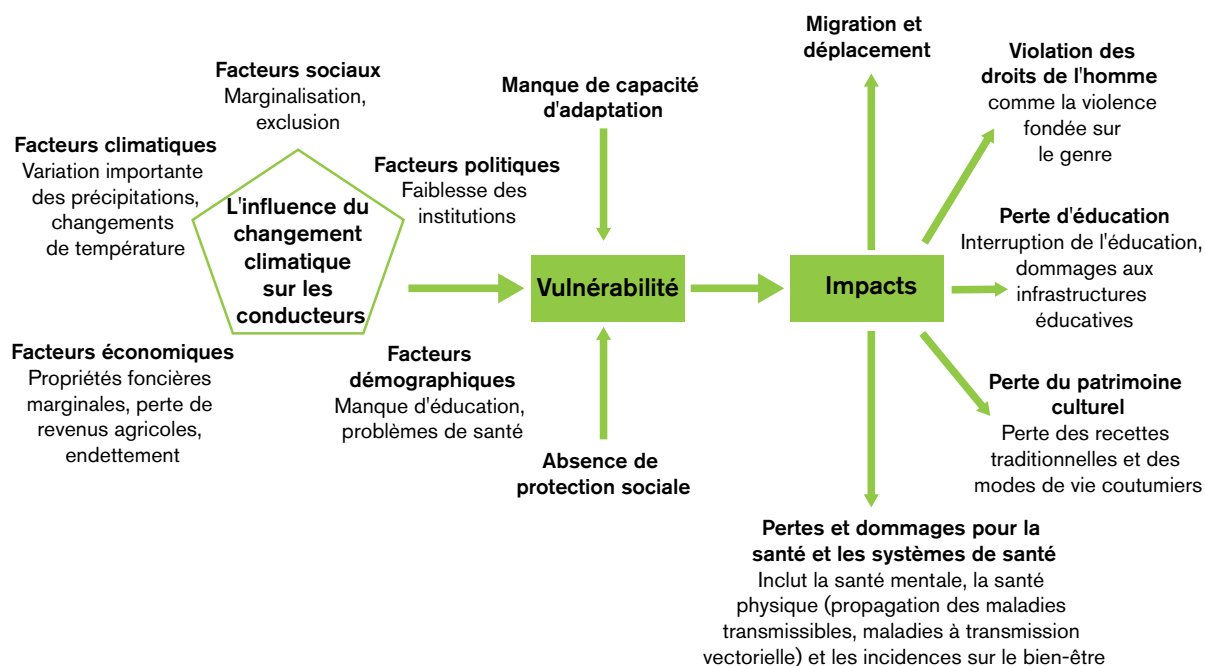 Facteurs sociaux
Marginalisation,
exclusion
Facteurs climatiques
Variation importante
des précipitations,
changements
de température
L'influence du
changement
climatique
sur les
conducteurs
Facteurs politiques
Faiblesse des
institutions
Facteurs économiques
Propriétés foncières
marginales, perte de
revenus agricoles,
endettement
Facteurs
démographiques
Manque d'éducation,
problèmes de santé
Manque de capacité
d'adaptation
Vulnérabilité
Absence de
protection sociale
Impacts
Migration et
déplacement
Violation des
droits de l'homme
comme la violence
fondée sur
le genre
Perte d'éducation
Interruption de l'éducation,
dommages aux
infrastructures
éducatives
Perte du patrimoine
culturel
Perte des recettes
traditionnelles et des
modes de vie coutumiers
Pertes et dommages pour la
santé et les systèmes de santé
Inclut la santé mentale, la santé
physique (propagation des maladies
transmissibles, maladies à transmission
vectorielle) et les incidences sur le bien-être